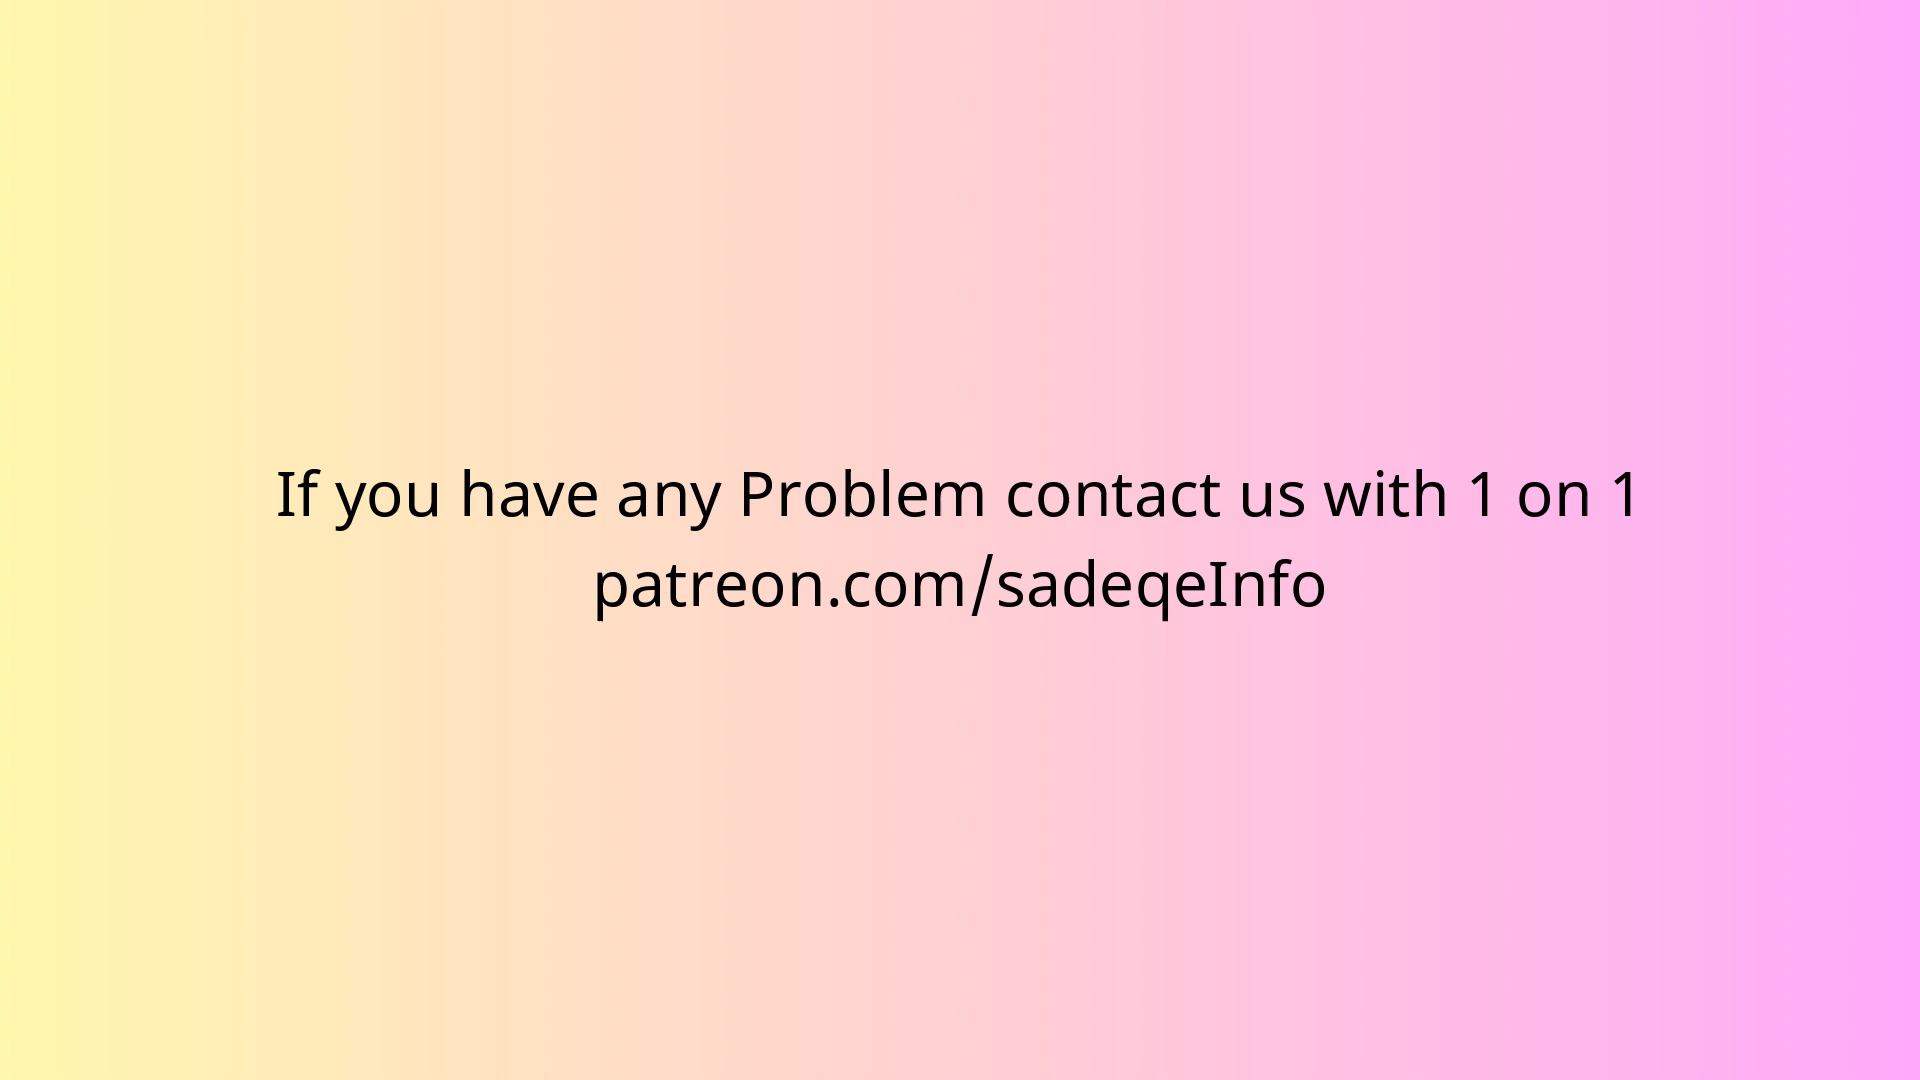 If you have any Problem contact us with 1 on 1
patreon.com/sadeqeInfo